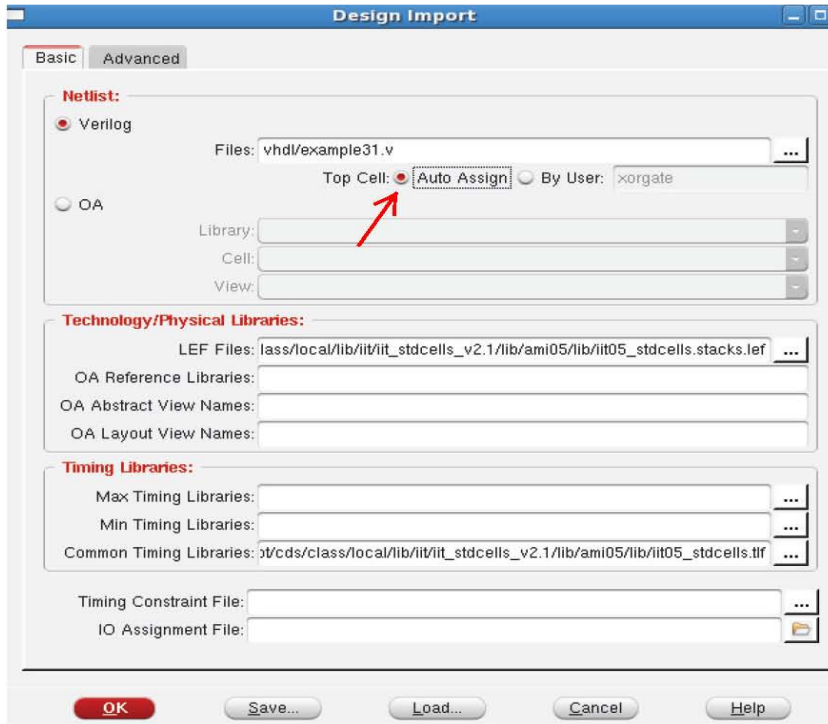 Design Import
Basic Advanced
Netlist:
Verilog
Files: vhdl/example31.v ...
Top Cell: Auto Assign By User: xorgate
OA
Library:
Cell:
View:
Technology/Physical Libraries:
LEF Files: lass/local/lib/iit/iit_stdcells_v2.1/lib/ami05/lib/iit05_stdcells.stacks.lef ...
OA Reference Libraries:
OA Abstract View Names:
OA Layout View Names:
Timing Libraries:
Max Timing Libraries: ...
Min Timing Libraries: ...
Common Timing Libraries: ot/cds/class/local/lib/iit/iit_stdcells_v2.1/lib/ami05/lib/iit05_stdcells.tlf ...
Timing Constraint File: ...
IO Assignment File:
OK Save... Load... Cancel Help